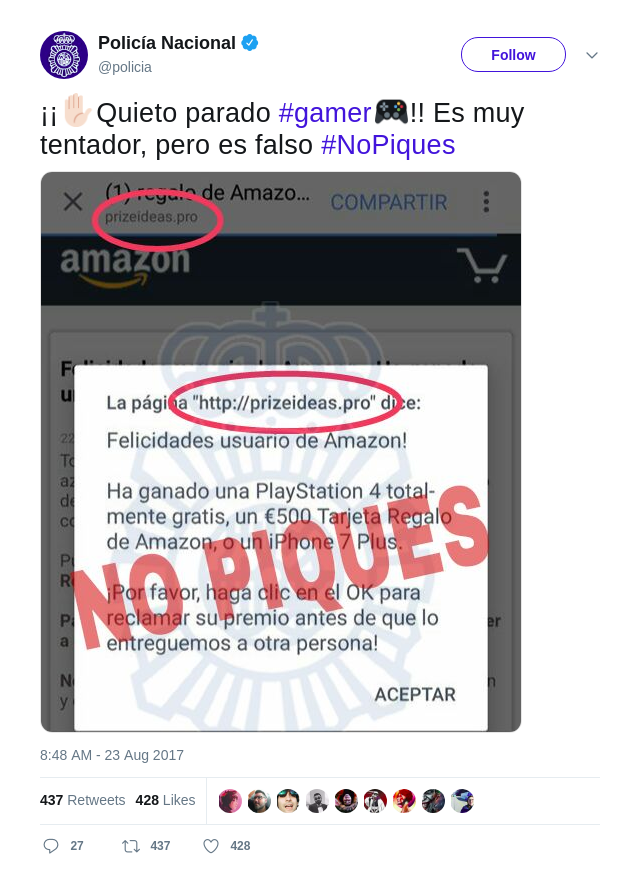 Policía Nacional
@policia
Follow
¡¡✋🏻Quieto parado #gamer🎮!! Es muy
tentador, pero es falso #NoPiques
(1) regalo de Amazo...
prizeideas.pro
COMPARTIR
amazon
La página "http://prizeideas.pro" dice:
Felicidades usuario de Amazon!
Ha ganado una PlayStation 4 total-
mente gratis, un €500 Tarjeta Regalo
de Amazon, o un iPhone 7 Plus.
¡Por favor, haga clic en el OK para
reclamar su premio antes de que lo
entreguemos a otra persona!
NO PIQUES
ACEPTAR
8:48 AM - 23 Aug 2017
437 Retweets 428 Likes
27 437 428